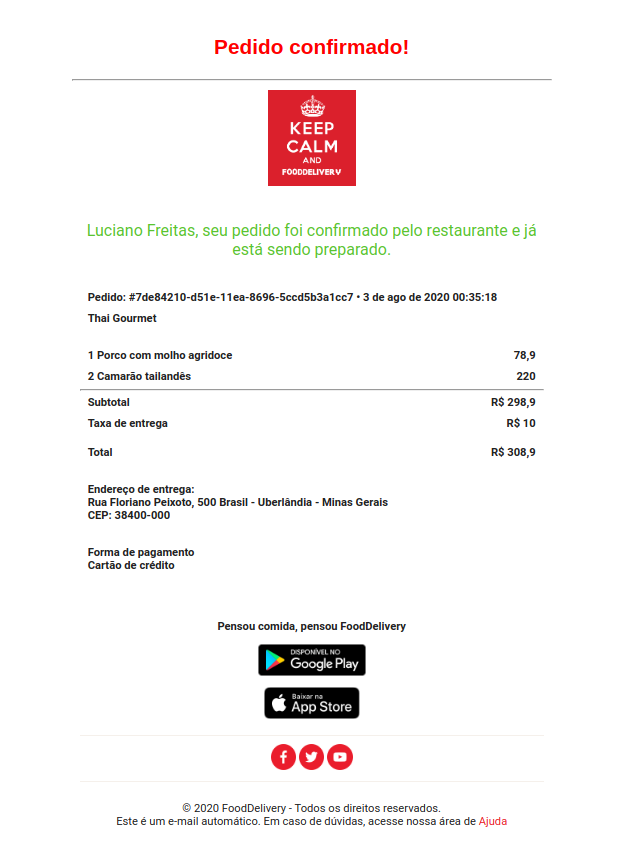 Pedido confirmado!
KEEP
CALM
AND
FOODDELIVERY
Luciano Freitas, seu pedido foi confirmado pelo restaurante e já
está sendo preparado.
Pedido: #7de84210-d51e-11ea-8696-5ccd5b3a1cc7 • 3 de ago de 2020 00:35:18
Thai Gourmet
1 Porco com molho agridoce 78,9
2 Camarão tailandês 220
Subtotal R$ 298,9
Taxa de entrega R$ 10
Total R$ 308,9
Endereço de entrega:
Rua Floriano Peixoto, 500 Brasil - Uberlândia - Minas Gerais
CEP: 38400-000
Forma de pagamento
Cartão de crédito
Pensou comida, pensou FoodDelivery
DISPONÍVEL NO
Google Play
Baixar na
App Store
© 2020 FoodDelivery - Todos os direitos reservados.
Este é um e-mail automático. Em caso de dúvidas, acesse nossa área de Ajuda